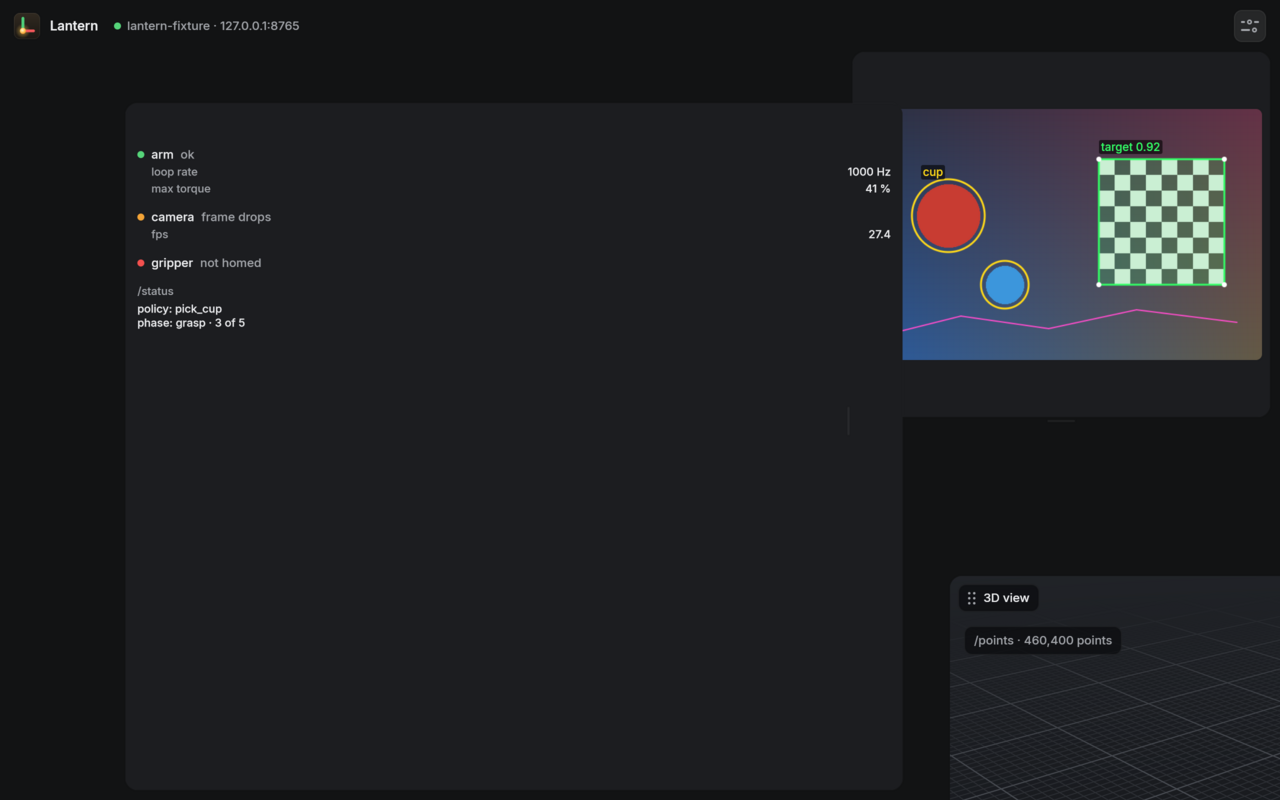 Lantern lantern-fixture · 127.0.0.1:8765
arm ok
loop rate 1000 Hz
max torque 41 %
camera frame drops
fps 27.4
gripper not homed
/status
policy: pick_cup
phase: grasp · 3 of 5
target 0.92
cup
3D view
/points · 460,400 points